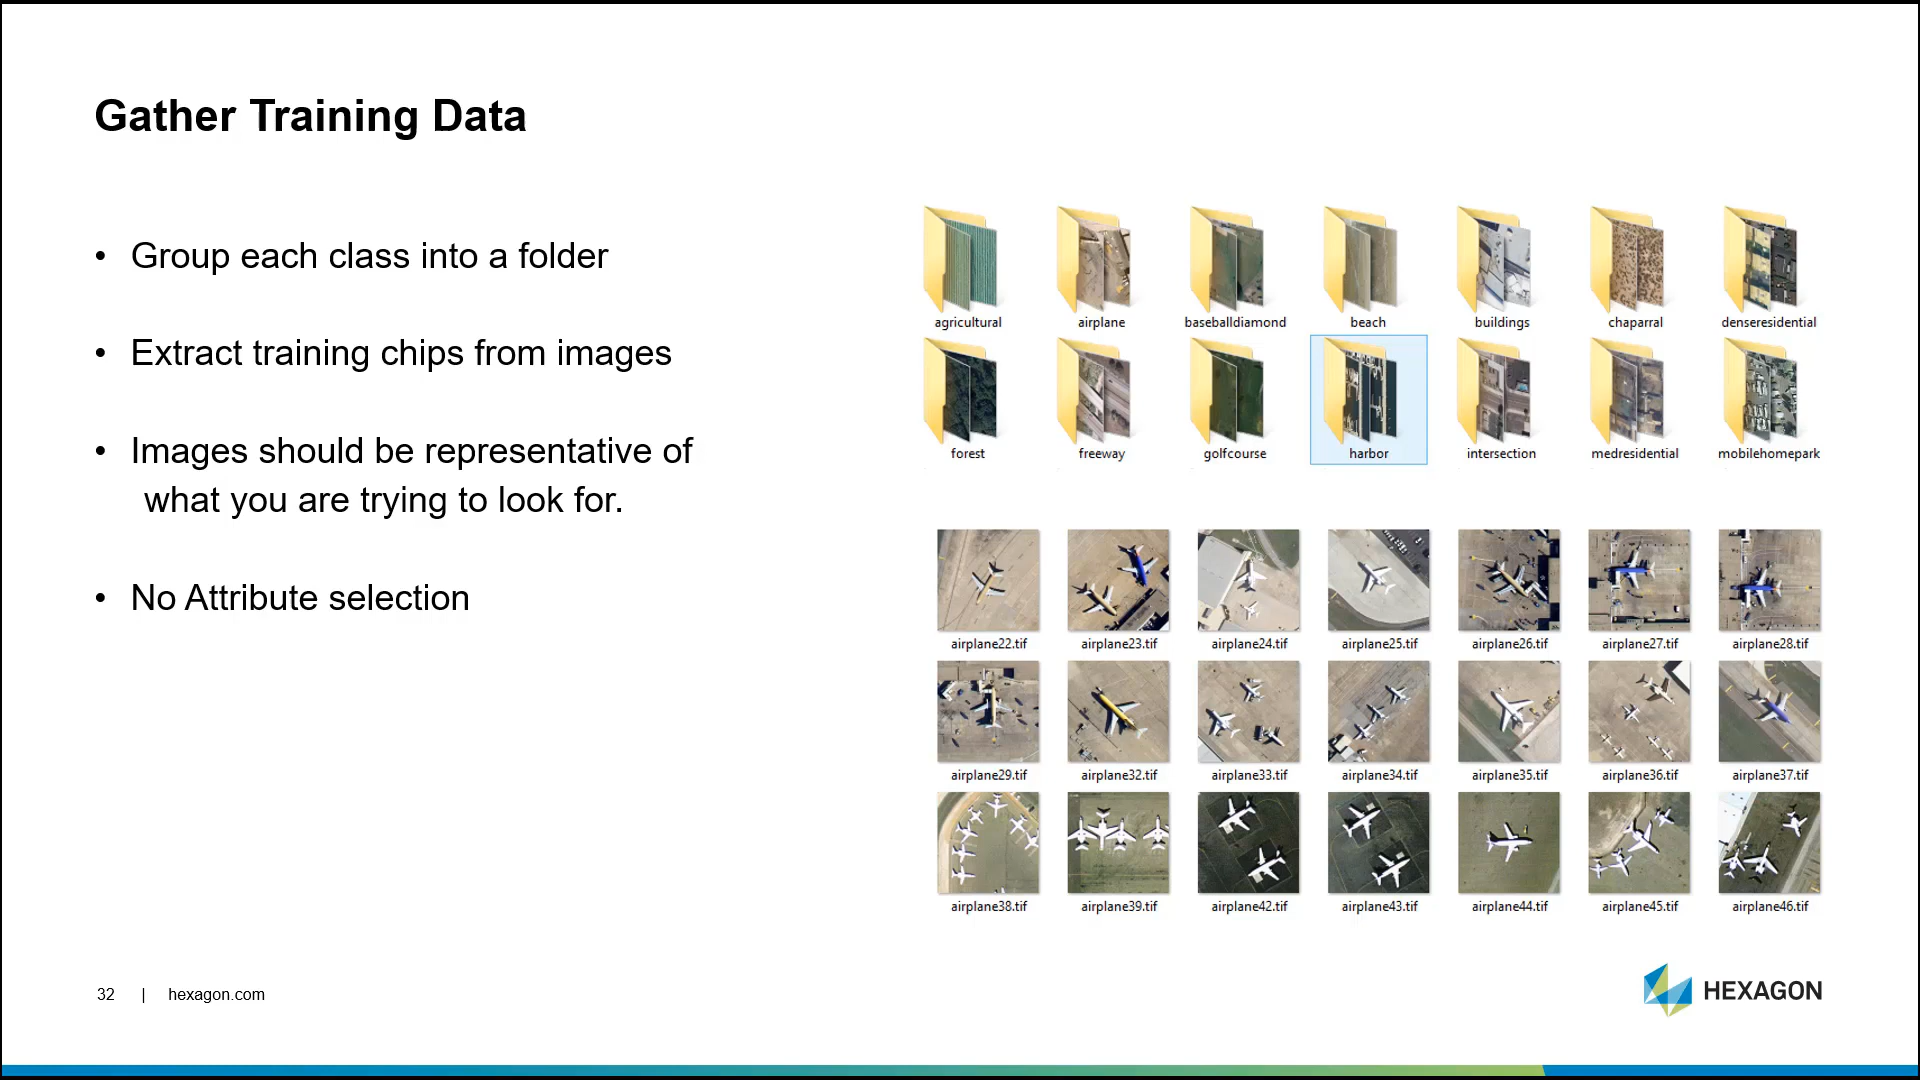 Gather Training Data
• Group each class into a folder
• Extract training chips from images
• Images should be representative of
what you are trying to look for.
• No Attribute selection
agricultural airplane baseballdiamond beach buildings chaparral denseresidential
forest freeway golfcourse harbor intersection medresidential mobilehomepark
airplane22.tif airplane23.tif airplane24.tif airplane25.tif airplane26.tif airplane27.tif airplane28.tif
airplane29.tif airplane32.tif airplane33.tif airplane34.tif airplane35.tif airplane36.tif airplane37.tif
airplane38.tif airplane39.tif airplane42.tif airplane43.tif airplane44.tif airplane45.tif airplane46.tif
32 | hexagon.com
HEXAGON